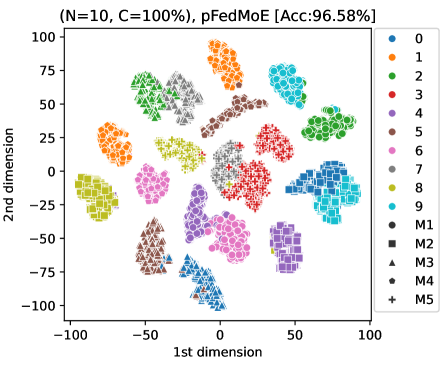 (N=10, C=100%), pFedMoE [Acc:96.58%]
100
75
50
25
0
−25
−50
−75
−100
2nd dimension
−100 −50 0 50 100
1st dimension
0
1
2
3
4
5
6
7
8
9
M1
M2
M3
M4
M5